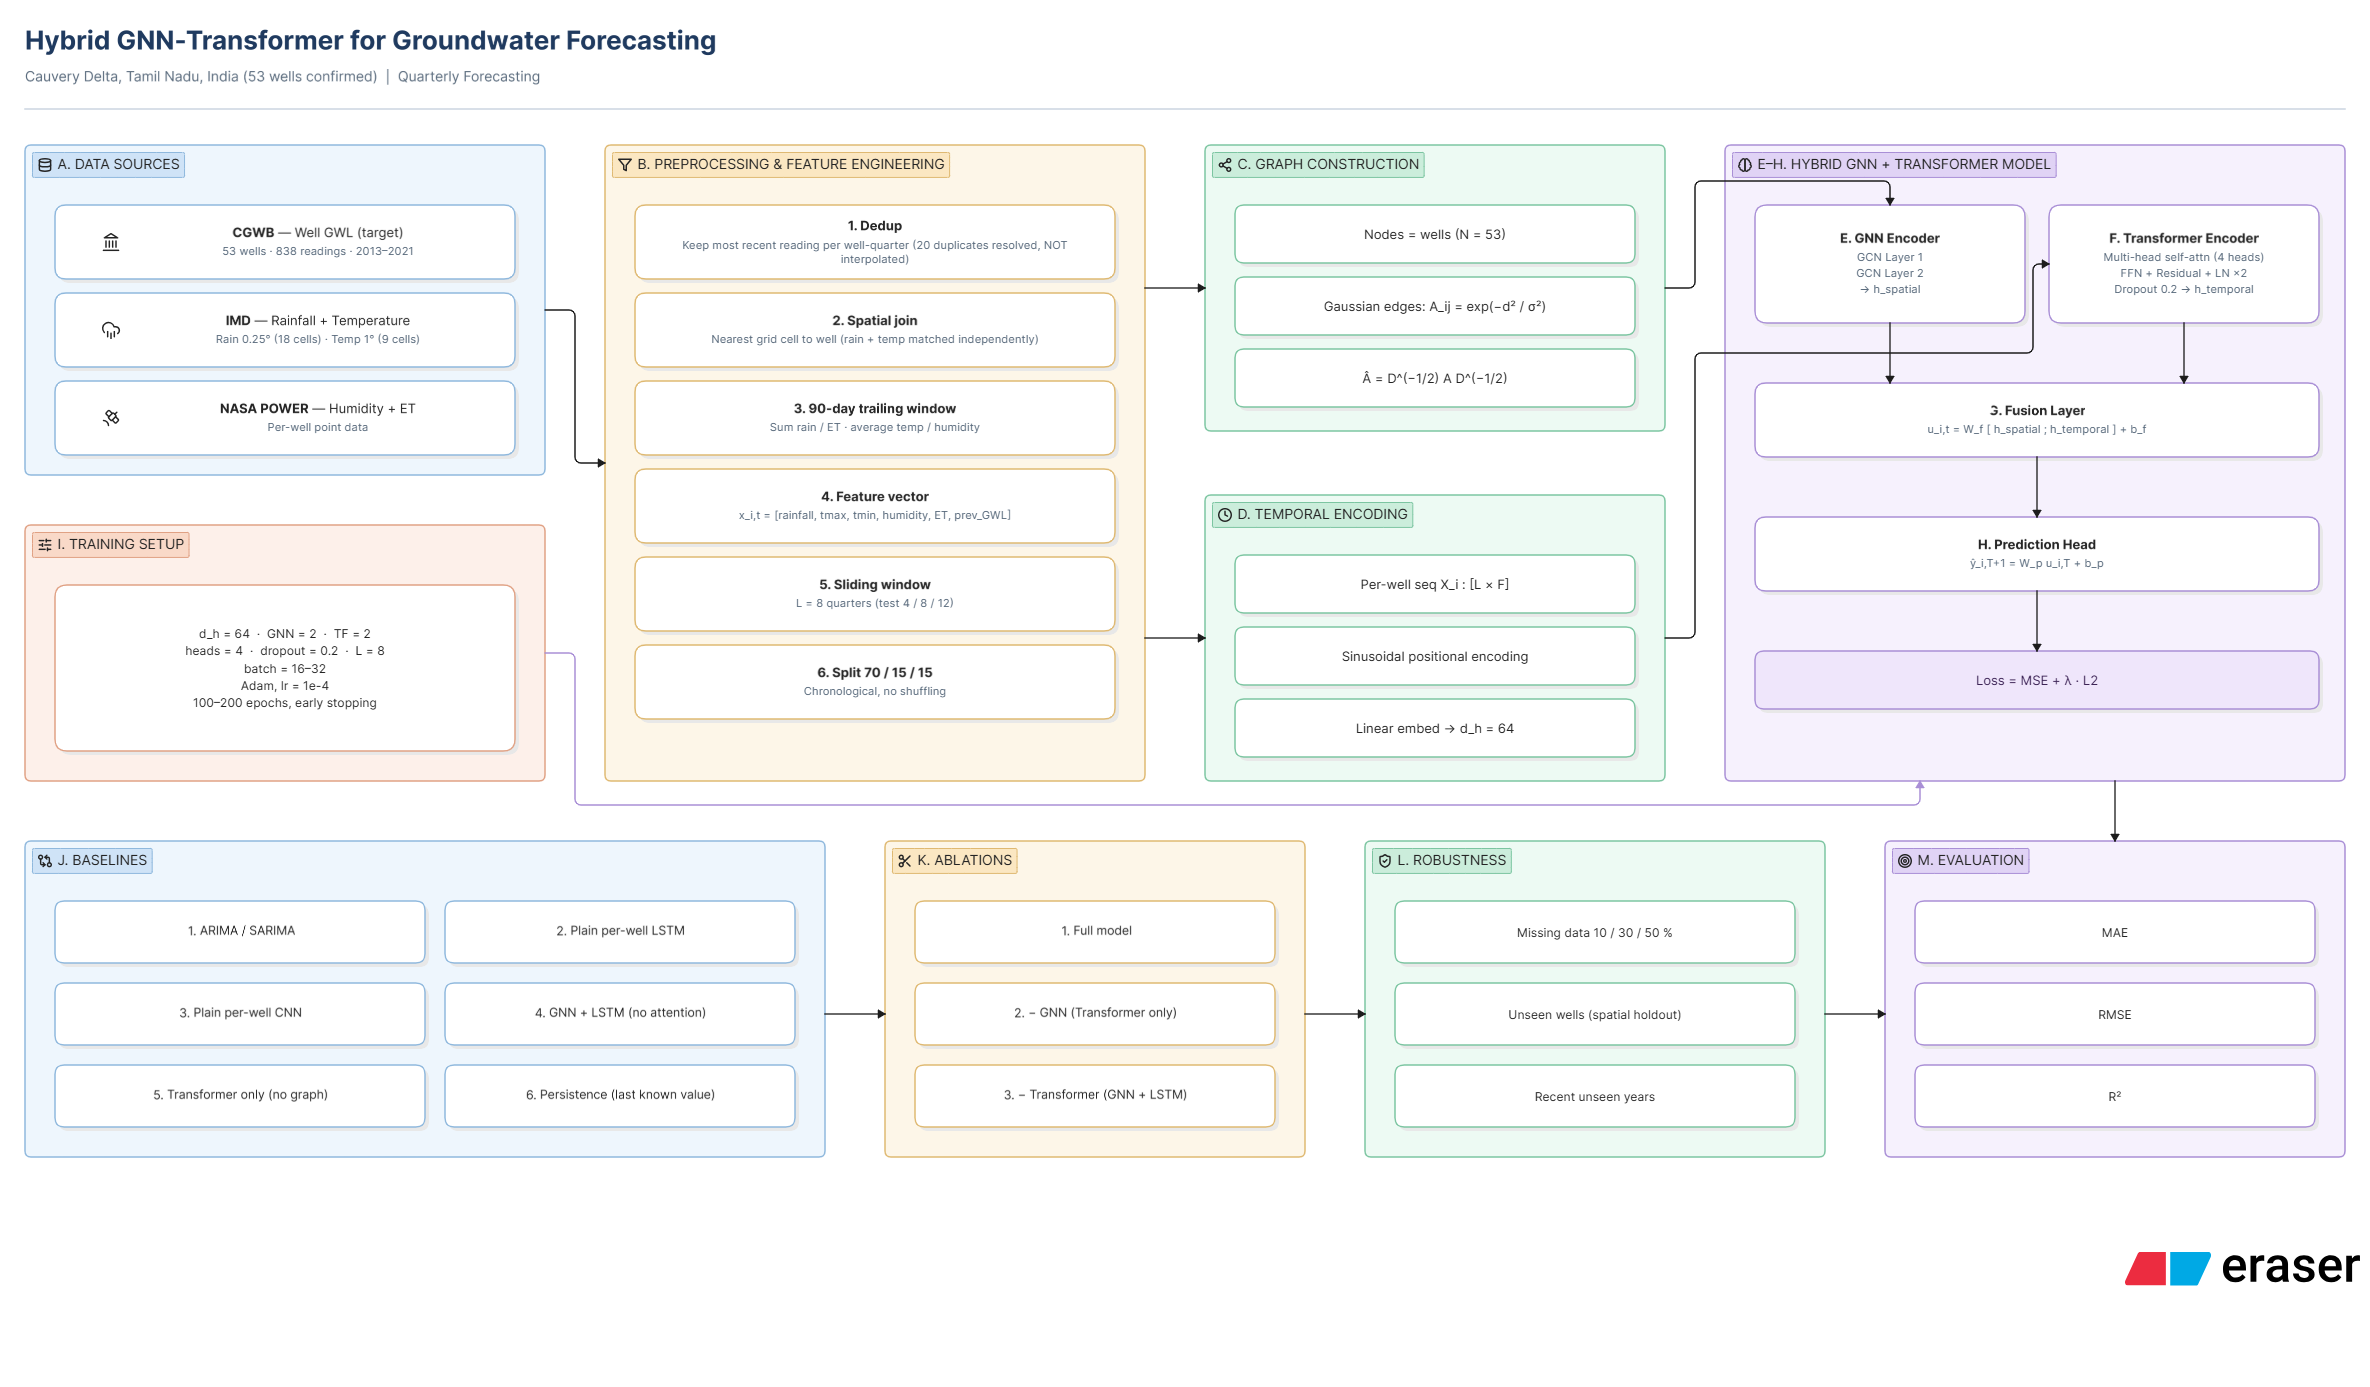 Hybrid GNN-Transformer for Groundwater Forecasting
Cauvery Delta, Tamil Nadu, India (53 wells confirmed) | Quarterly Forecasting
A. DATA SOURCES
CGWB — Well GWL (target)
53 wells · 838 readings · 2013–2021
IMD — Rainfall + Temperature
Rain 0.25° (18 cells) · Temp 1° (9 cells)
NASA POWER — Humidity + ET
Per-well point data
I. TRAINING SETUP
d_h = 64 · GNN = 2 · TF = 2
heads = 4 · dropout = 0.2 · L = 8
batch = 16–32
Adam, lr = 1e-4
100–200 epochs, early stopping
B. PREPROCESSING & FEATURE ENGINEERING
1. Dedup
Keep most recent reading per well-quarter (20 duplicates resolved, NOT
interpolated)
2. Spatial join
Nearest grid cell to well (rain + temp matched independently)
3. 90-day trailing window
Sum rain / ET · average temp / humidity
4. Feature vector
x_i,t = [rainfall, tmax, tmin, humidity, ET, prev_GWL]
5. Sliding window
L = 8 quarters (test 4 / 8 / 12)
6. Split 70 / 15 / 15
Chronological, no shuffling
C. GRAPH CONSTRUCTION
Nodes = wells (N = 53)
Gaussian edges: A_ij = exp(−d² / σ²)
Â = D^(−1/2) A D^(−1/2)
D. TEMPORAL ENCODING
Per-well seq X_i : [L × F]
Sinusoidal positional encoding
Linear embed → d_h = 64
E–H. HYBRID GNN + TRANSFORMER MODEL
E. GNN Encoder
GCN Layer 1
GCN Layer 2
→ h_spatial
F. Transformer Encoder
Multi-head self-attn (4 heads)
FFN + Residual + LN ×2
Dropout 0.2 → h_temporal
Fusion Layer
u_i,t = W_f [ h_spatial ; h_temporal ] + b_f
H. Prediction Head
ŷ_i,T+1 = W_p u_i,T + b_p
Loss = MSE + λ · L2
J. BASELINES
1. ARIMA / SARIMA
2. Plain per-well LSTM
3. Plain per-well CNN
4. GNN + LSTM (no attention)
5. Transformer only (no graph)
6. Persistence (last known value)
K. ABLATIONS
1. Full model
2. − GNN (Transformer only)
3. − Transformer (GNN + LSTM)
L. ROBUSTNESS
Missing data 10 / 30 / 50 %
Unseen wells (spatial holdout)
Recent unseen years
M. EVALUATION
MAE
RMSE
R²
eraser